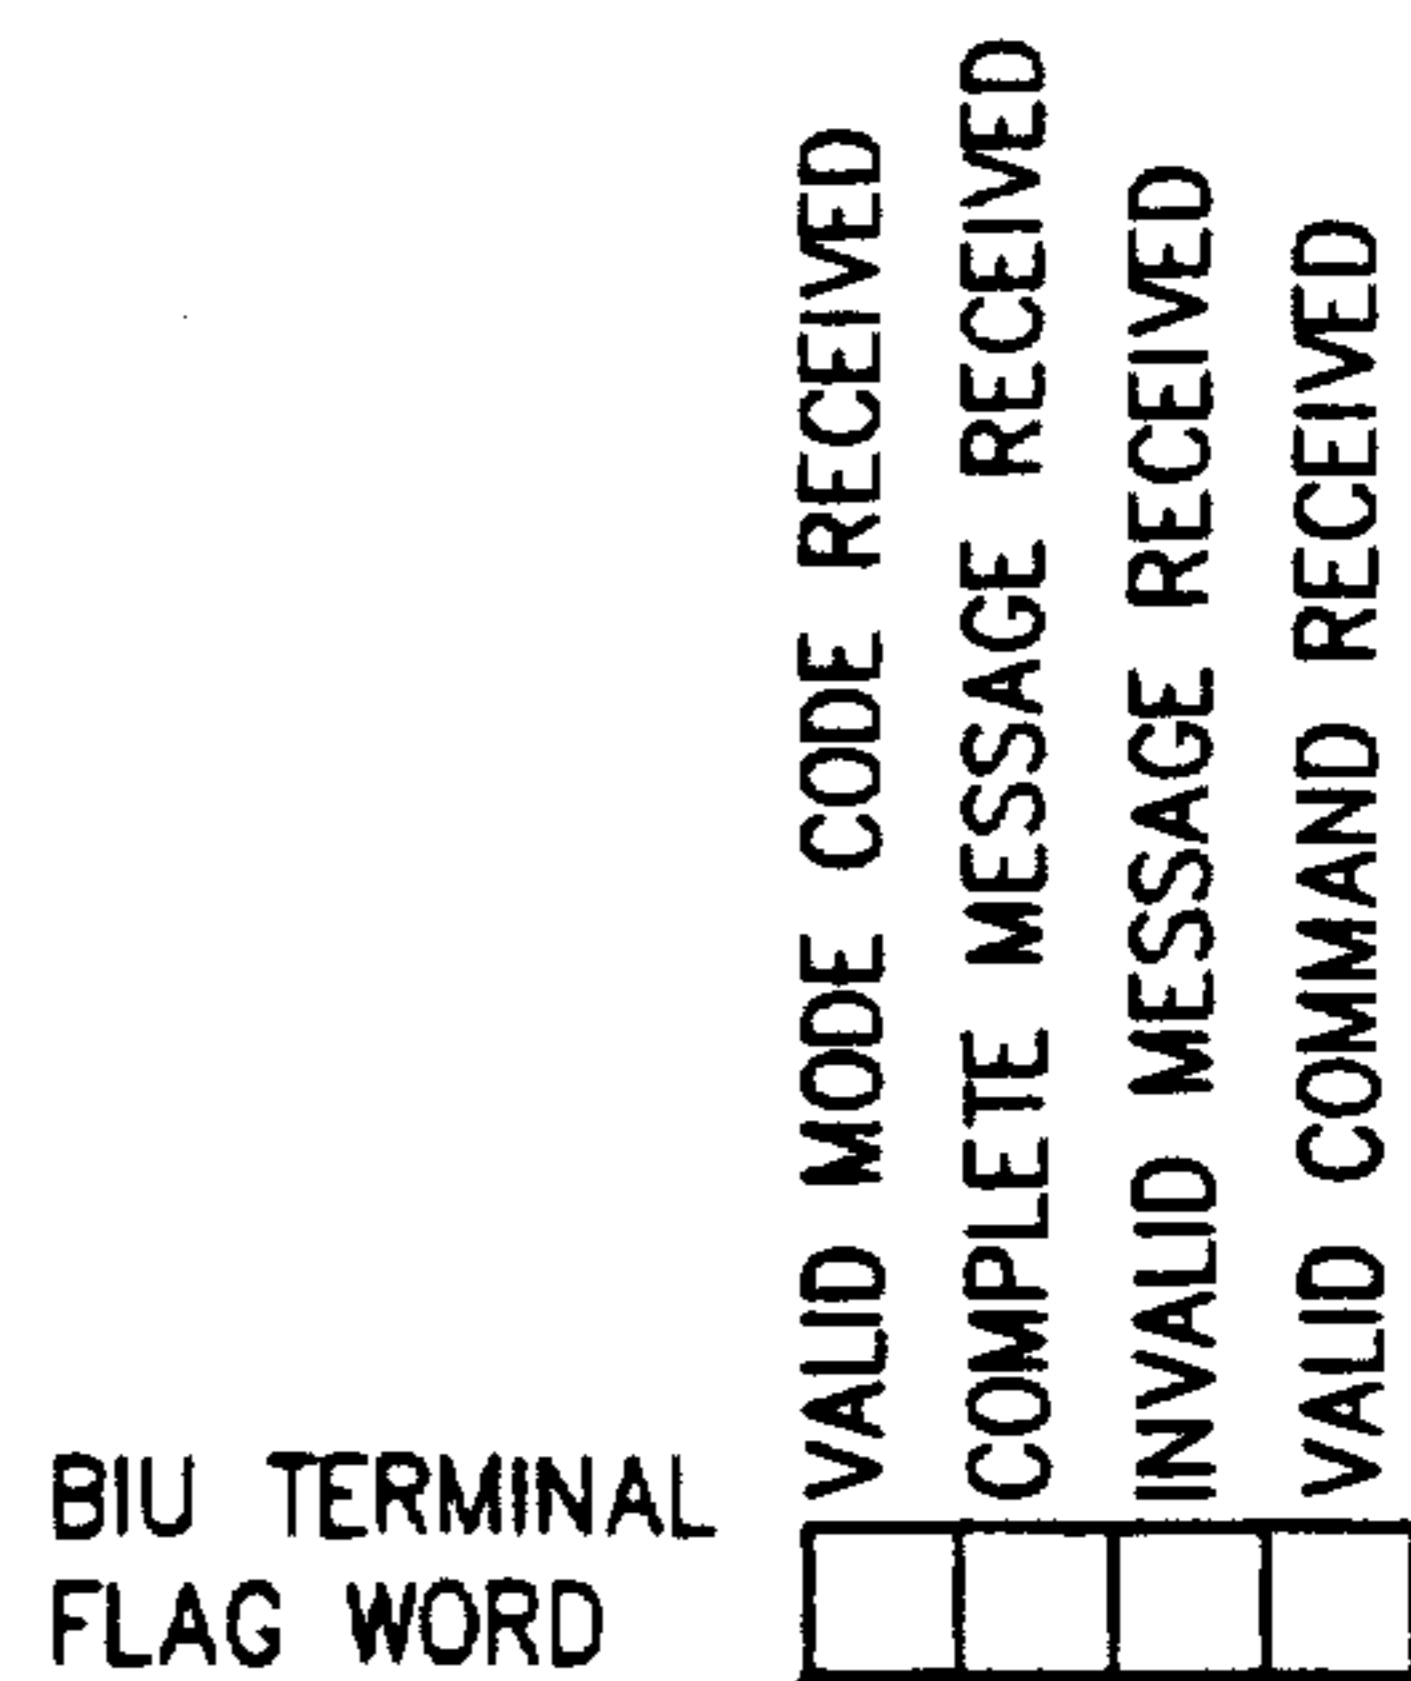 VALID MODE CODE RECEIVED
COMPLETE MESSAGE RECEIVED
INVALID MESSAGE RECEIVED
VALID COMMAND RECEIVED
BIU TERMINAL
FLAG WORD